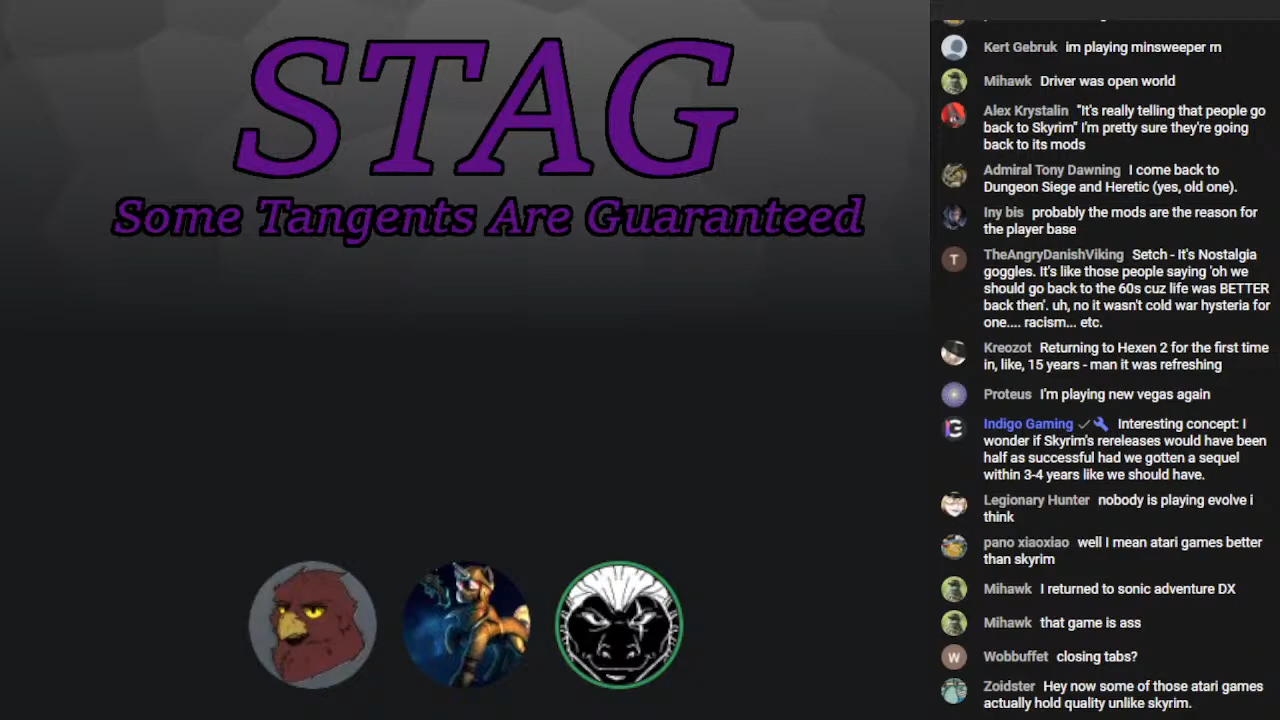 STAG
Some Tangents Are Guaranteed
Kert Gebruk im playing minsweeper rn
Mihawk Driver was open world
Alex Krystalin "It's really telling that people go
back to Skyrim" I'm pretty sure they're going
back to its mods
Admiral Tony Dawning I come back to
Dungeon Siege and Heretic (yes, old one).
Iny bis probably the mods are the reason for
the player base
T
TheAngryDanishViking Setch - It's Nostalgia
goggles. It's like those people saying 'oh we
should go back to the 60s cuz life was BETTER
back then'. uh, no it wasn't cold war hysteria for
one.... racism... etc.
Kreozot Returning to Hexen 2 for the first time
in, like, 15 years - man it was refreshing
Proteus I'm playing new vegas again
Indigo Gaming Interesting concept: I
wonder if Skyrim's rereleases would have been
half as successful had we gotten a sequel
within 3-4 years like we should have.
Legionary Hunter nobody is playing evolve i
think
pano xiaoxiao well I mean atari games better
than skyrim
Mihawk I returned to sonic adventure DX
Mihawk that game is ass
W
Wobbuffet closing tabs?
Zoidster Hey now some of those atari games
actually hold quality unlike skyrim.